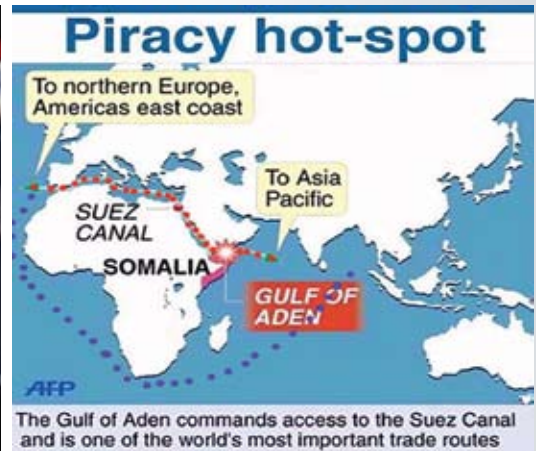 Piracy hot-spot
To northern Europe,
Americas east coast
To Asia
Pacific
SUEZ
CANAL
SOMALIA
GULF OF
ADEN
AFP
The Gulf of Aden commands access to the Suez Canal
and is one of the world's most important trade routes